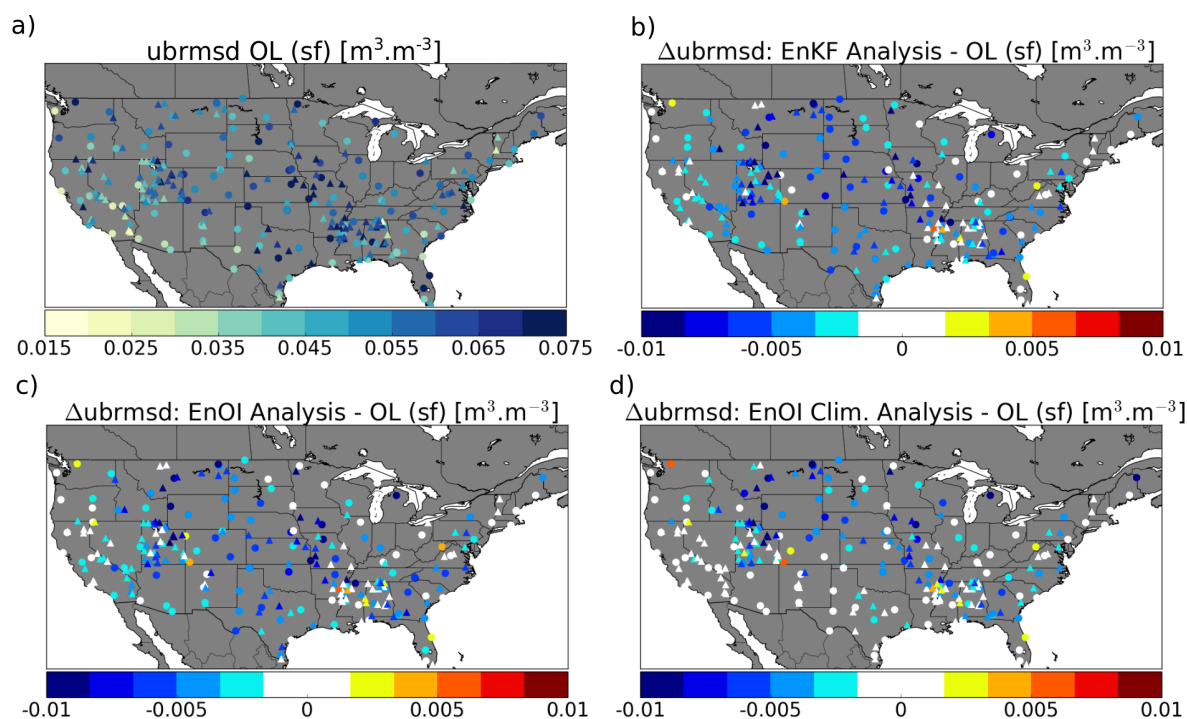 a)
ubrmsd OL (sf) [m³.m⁻³]
0.015 0.025 0.035 0.045 0.055 0.065 0.075
b)
Δubrmsd: EnKF Analysis - OL (sf) [m³.m⁻³]
-0.01 -0.005 0 0.005 0.01
c)
Δubrmsd: EnOI Analysis - OL (sf) [m³.m⁻³]
-0.01 -0.005 0 0.005 0.01
d)
Δubrmsd: EnOI Clim. Analysis - OL (sf) [m³.m⁻³]
-0.01 -0.005 0 0.005 0.01